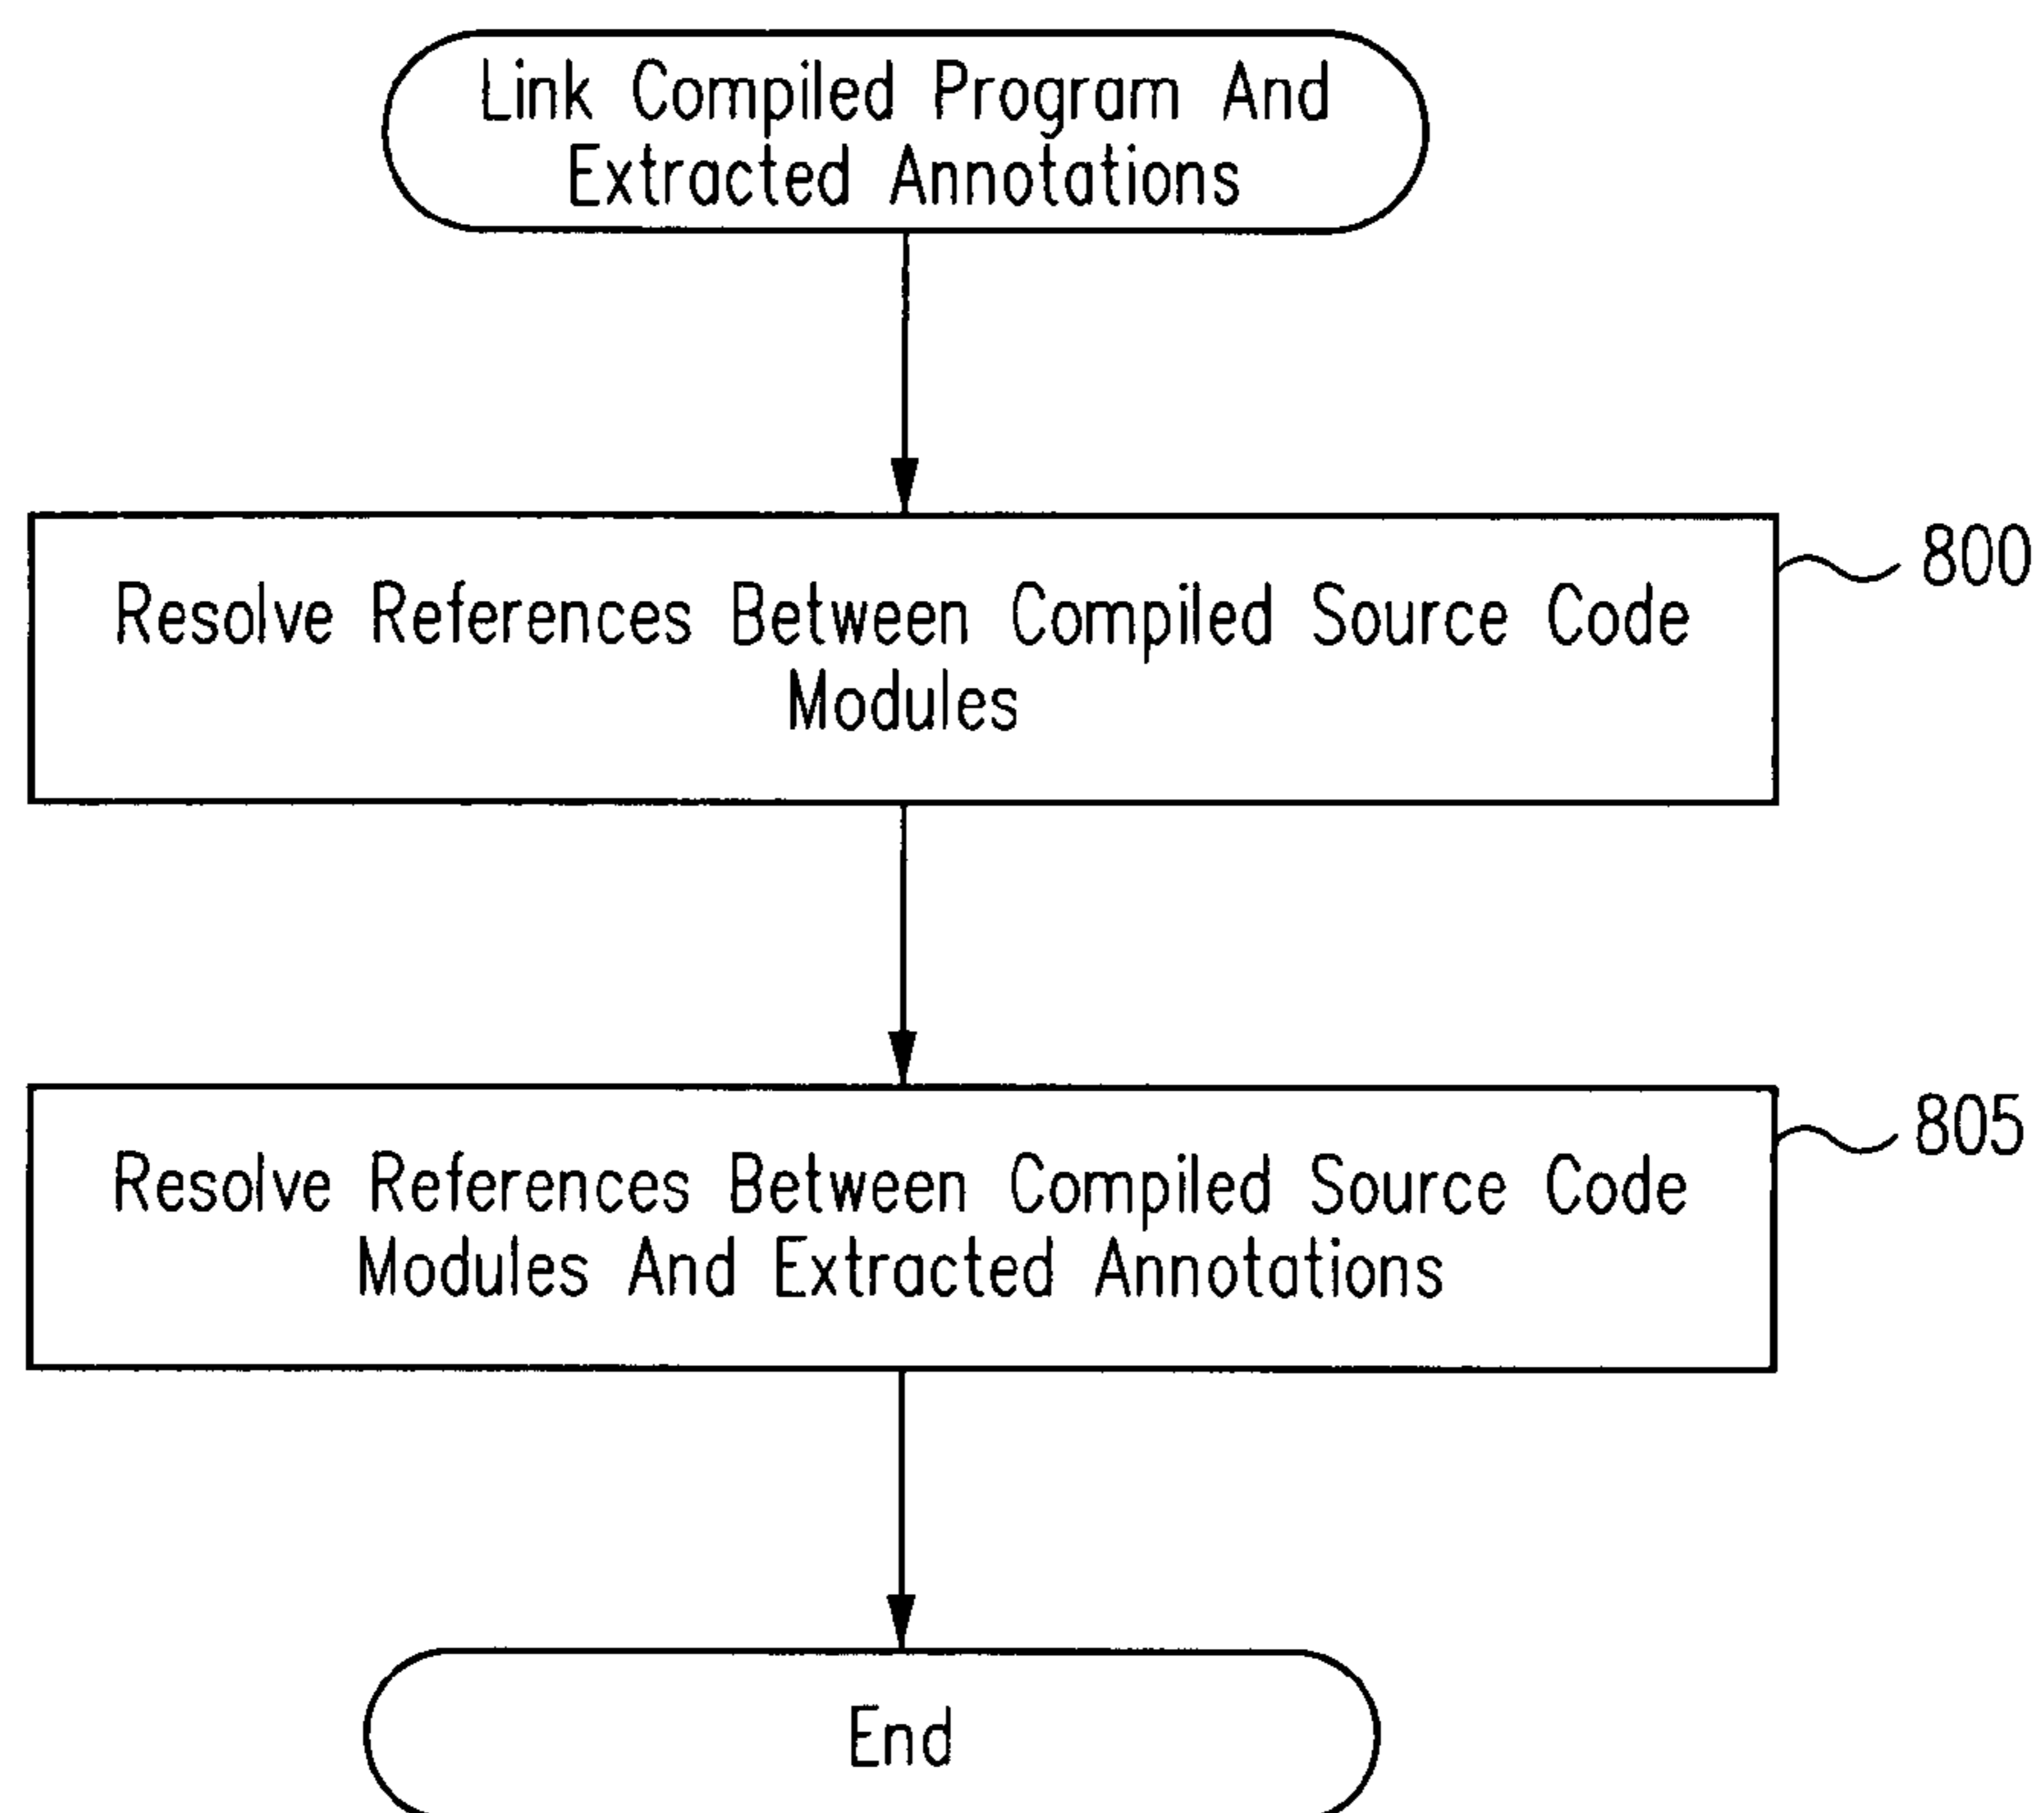 Link Compiled Program And
Extracted Annotations
800
Resolve References Between Compiled Source Code
Modules
805
Resolve References Between Compiled Source Code
Modules And Extracted Annotations
End